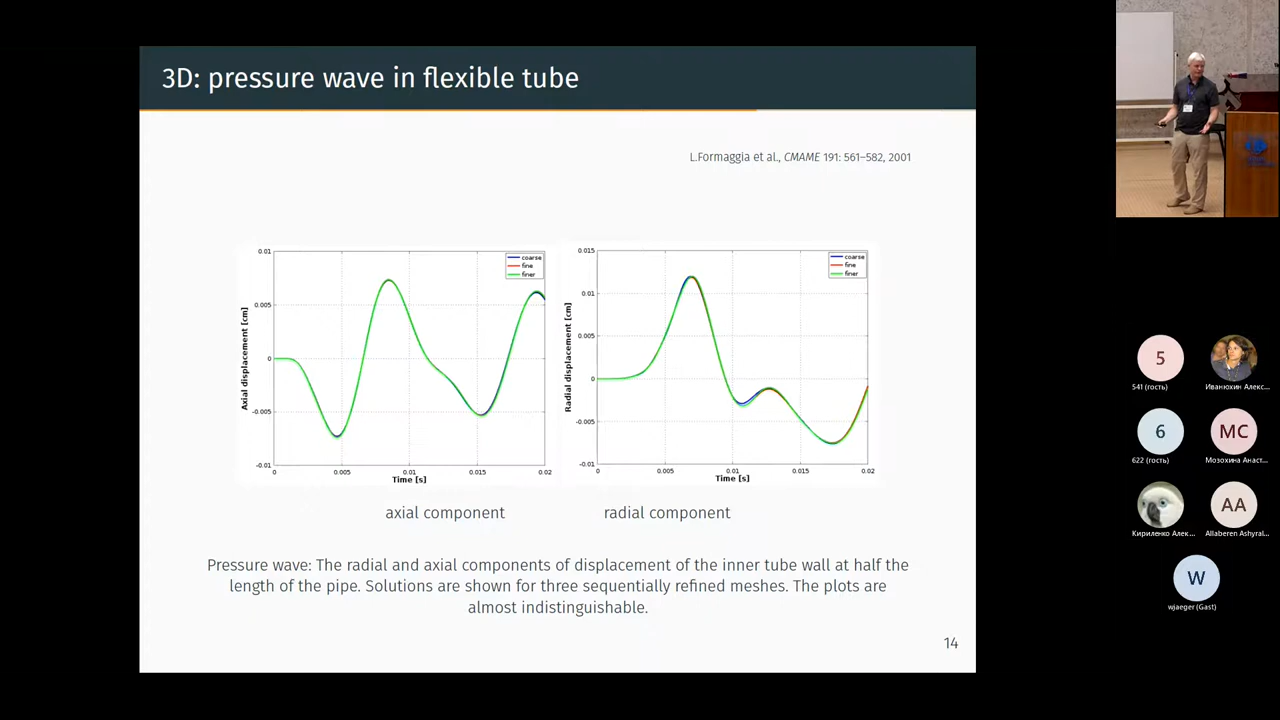 3D: pressure wave in flexible tube
L.Formaggia et al., CMAME 191: 561–582, 2001
0.01
0.005
0
-0.005
-0.01
Axial displacement [cm]
coarse
fine
finer
0
0.005
0.01
0.015
0.02
Time [s]
0.015
0.01
0.005
0
-0.005
-0.01
Radial displacement [cm]
coarse
fine
finer
0
0.005
0.01
0.015
0.02
Time [s]
axial component
radial component
Pressure wave: The radial and axial components of displacement of the inner tube wall at half the
length of the pipe. Solutions are shown for three sequentially refined meshes. The plots are
almost indistinguishable.
14
5
541 (гость)
Иванюхин Алекс...
6
622 (гость)
МС
Мозохина Анаст...
Кириленко Алек...
AA
Allaberen Ashyral...
W
wjaeger (Gast)